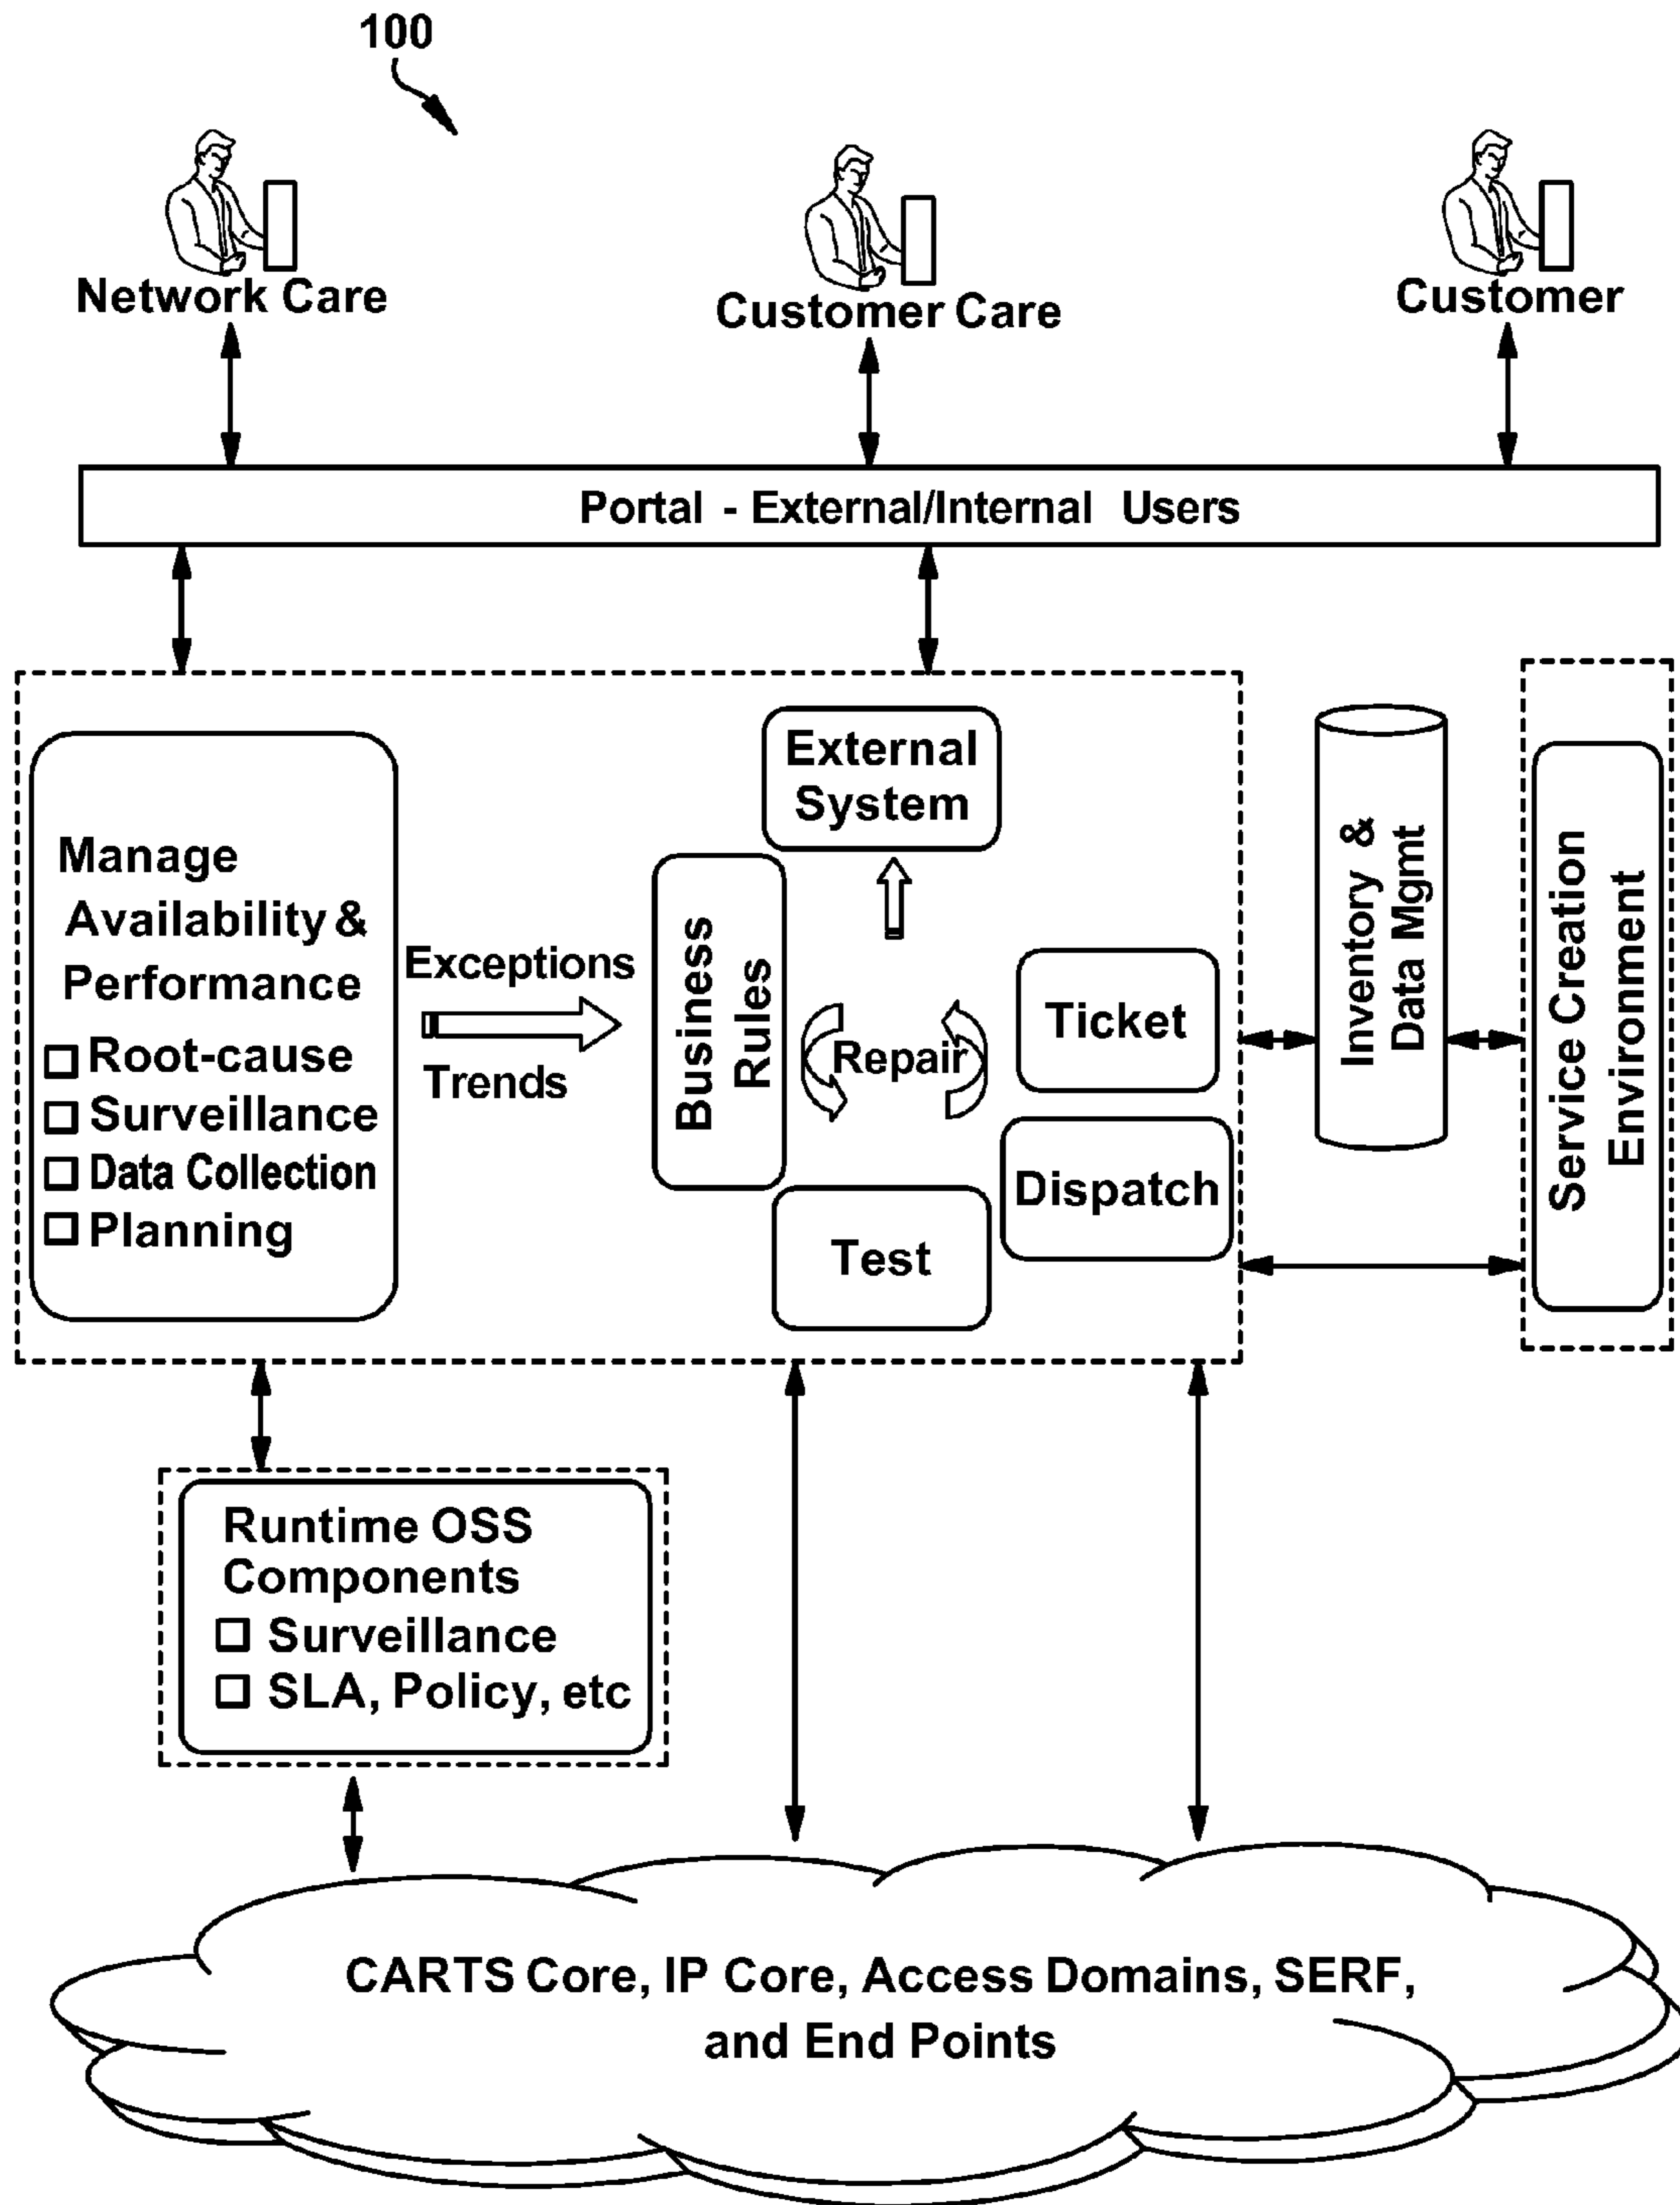 100
Network Care
Customer Care
Customer
Portal - External/Internal Users
Manage
Availability &
Performance
Root-cause
Surveillance
Data Collection
Planning
Exceptions
Trends
External
System
Business
Rules
Repair
Ticket
Dispatch
Test
Inventory &
Data Mgmt
Service Creation
Environment
Runtime OSS
Components
Surveillance
SLA, Policy, etc
CARTS Core, IP Core, Access Domains, SERF,
and End Points